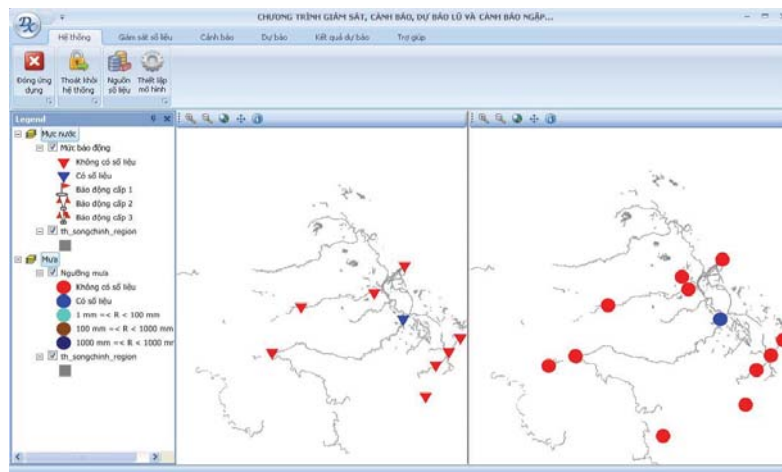 CHƯƠNG TRÌNH GIÁM SÁT, CẢNH BÁO, DỰ BÁO LŨ VÀ CẢNH BÁO NGẬP...
Hệ thống Giám sát số liệu Cảnh báo Dự báo Kết quả dự báo Trợ giúp
Đóng ứng dụng
Thoát khỏi hệ thống
Nguồn số liệu
Thiết lập mô hình
Legend
Mực nước
Mức báo động
Không có số liệu
Có số liệu
Báo động cấp 1
Báo động cấp 2
Báo động cấp 3
th_songchinh_region
Mưa
Ngưỡng mưa
Không có số liệu
Có số liệu
1 mm =< R < 100 mm
100 mm =< R < 1000 mm
1000 mm =< R < 1000 mr
th_songchinh_region